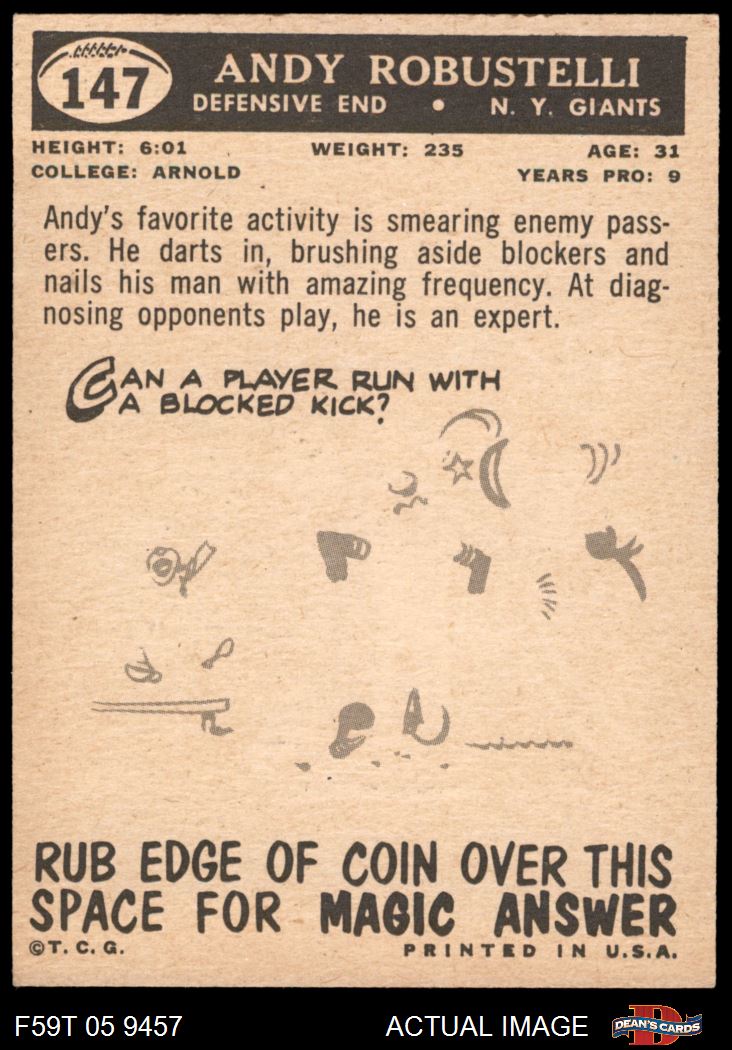 147
ANDY ROBUSTELLI
DEFENSIVE END • N. Y. GIANTS
HEIGHT: 6:01 WEIGHT: 235 AGE: 31
COLLEGE: ARNOLD YEARS PRO: 9
Andy's favorite activity is smearing enemy pass-
ers. He darts in, brushing aside blockers and
nails his man with amazing frequency. At diag-
nosing opponents play, he is an expert.
CAN A PLAYER RUN WITH
A BLOCKED KICK?
RUB EDGE OF COIN OVER THIS
SPACE FOR MAGIC ANSWER
©T. C. G. PRINTED IN U.S.A.
F59T 05 9457 ACTUAL IMAGE DEAN'S CARDS